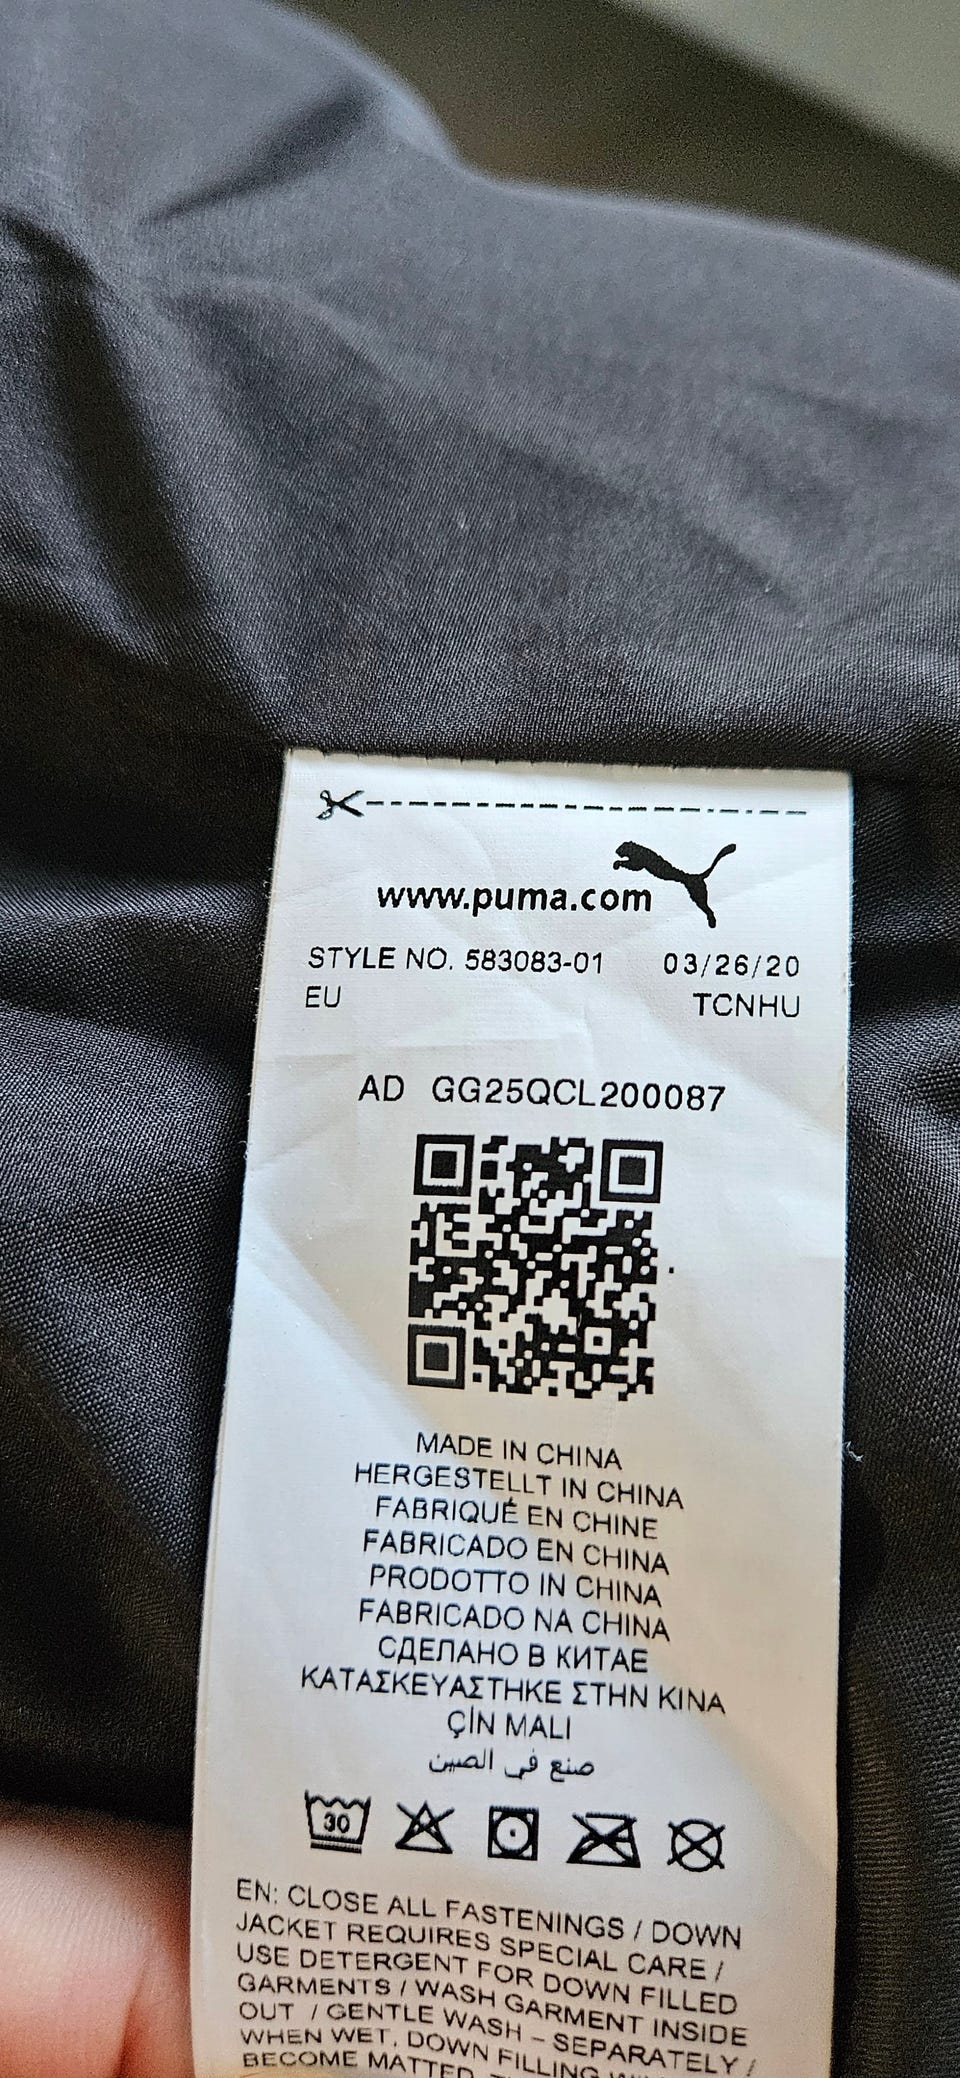 www.puma.com
STYLE NO. 583083-01 03/26/20
EU TCNHU
AD GG25QCL200087
MADE IN CHINA
HERGESTELLT IN CHINA
FABRIQUÉ EN CHINE
FABRICADO EN CHINA
PRODOTTO IN CHINA
FABRICADO NA CHINA
СДЕЛАНО В КИТАЕ
ΚΑΤΑΣΚΕΥΑΣΤΗΚΕ ΣΤΗΝ ΚΙΝΑ
ÇİN MALI
صنع في الصين
30
EN: CLOSE ALL FASTENINGS / DOWN
JACKET REQUIRES SPECIAL CARE /
USE DETERGENT FOR DOWN FILLED
GARMENTS / WASH GARMENT INSIDE
OUT / GENTLE WASH – SEPARATELY /
WHEN WET, DOWN FILLING
BECOME MATTED,